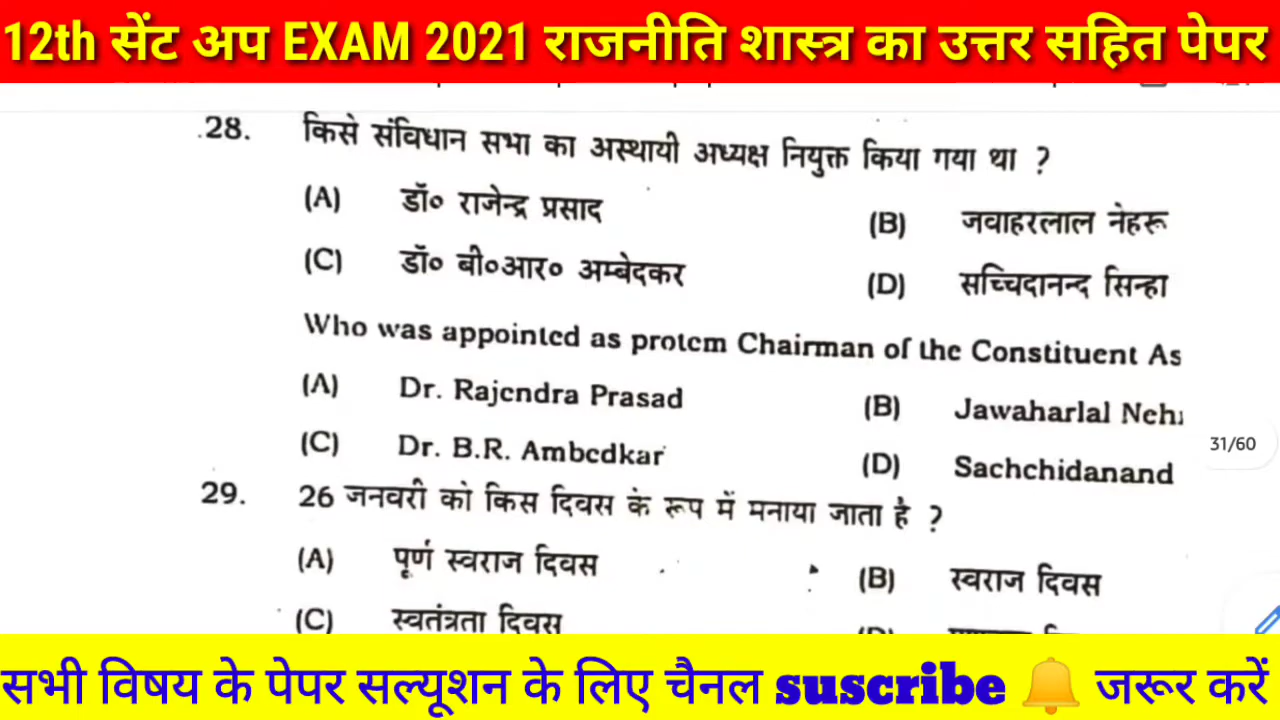 12th सेंट अप EXAM 2021 राजनीति शास्त्र का उत्तर सहित पेपर
28. किसे संविधान सभा का अस्थायी अध्यक्ष नियुक्त किया गया था ?
(A) डॉ० राजेन्द्र प्रसाद (B) जवाहरलाल नेहरू
(C) डॉ० बी०आर० अम्बेदकर (D) सच्चिदानन्द सिन्हा
Who was appointed as protem Chairman of the Constituent As
(A) Dr. Rajendra Prasad (B) Jawaharlal Neh
(C) Dr. B.R. Ambedkar (D) Sachchidanand
31/60
29. 26 जनवरी को किस दिवस के रूप में मनाया जाता है ?
(A) पूर्ण स्वराज दिवस (B) स्वराज दिवस
(C) स्वतंत्रता दिवस
सभी विषय के पेपर सल्यूशन के लिए चैनल suscribe 🔔 जरूर करें